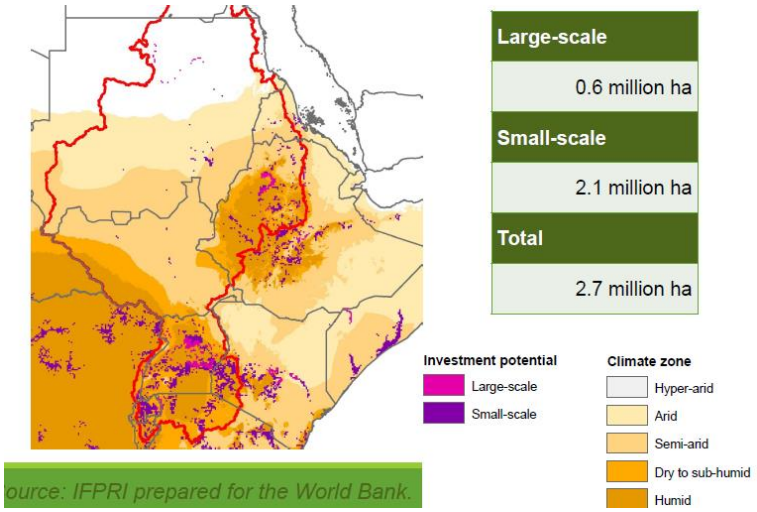 Large-scale
0.6 million ha
Small-scale
2.1 million ha
Total
2.7 million ha
Investment potential
Large-scale
Small-scale
Climate zone
Hyper-arid
Arid
Semi-arid
Dry to sub-humid
Humid
ource: IFPRI prepared for the World Bank.